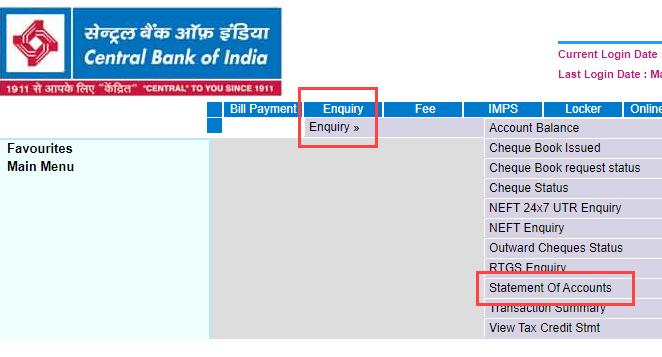 सेन्ट्रल बैंक ऑफ़ इंडिया
Central Bank of India
1911 से आपके लिए “केंद्रित” "CENTRAL" TO YOU SINCE 1911
Current Login Date
Last Login Date : Ma
Bill Payment Enquiry Fee IMPS Locker Online
Enquiry »
Account Balance
Cheque Book Issued
Cheque Book request status
Cheque Status
NEFT 24x7 UTR Enquiry
NEFT Enquiry
Outward Cheques Status
RTGS Enquiry
Statement Of Accounts
Transaction Summary
View Tax Credit Stmt
Favourites
Main Menu